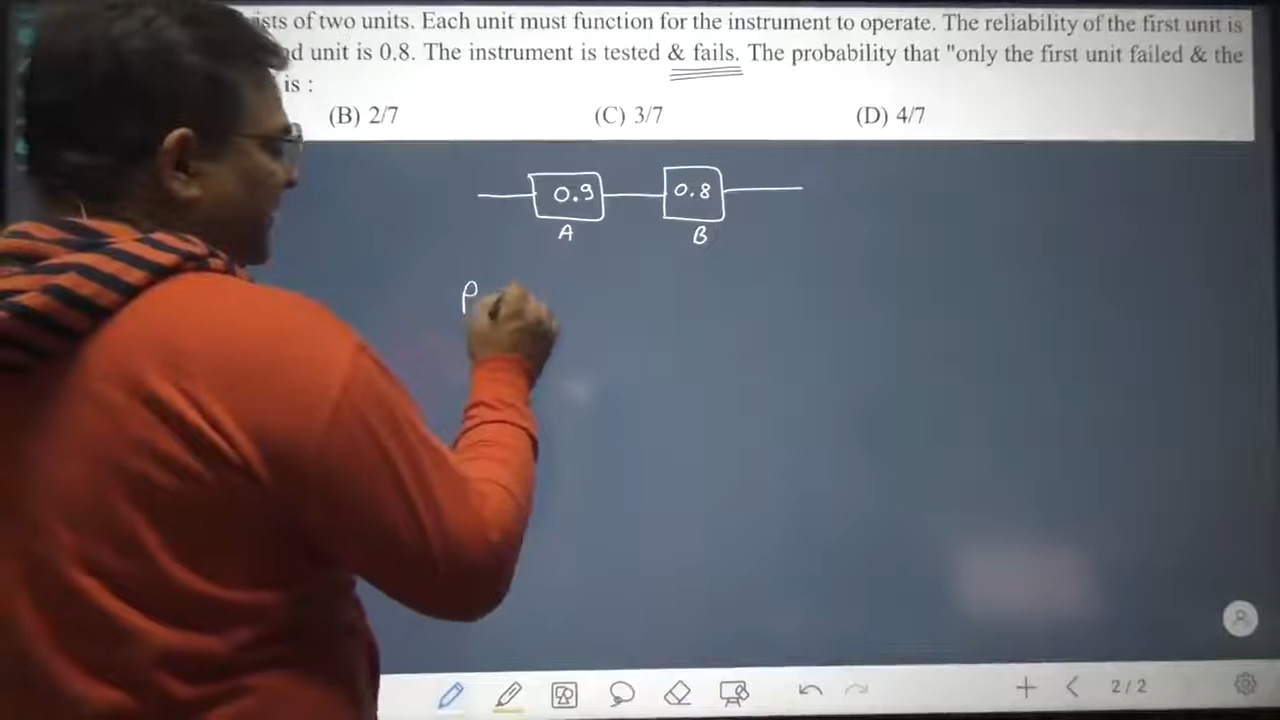 sts of two units. Each unit must function for the instrument to operate. The reliability of the first unit is
d unit is 0.8. The instrument is tested & fails. The probability that "only the first unit failed & the
is :
(B) 2/7 (C) 3/7 (D) 4/7
0.9 0.8
A B
P
2/2